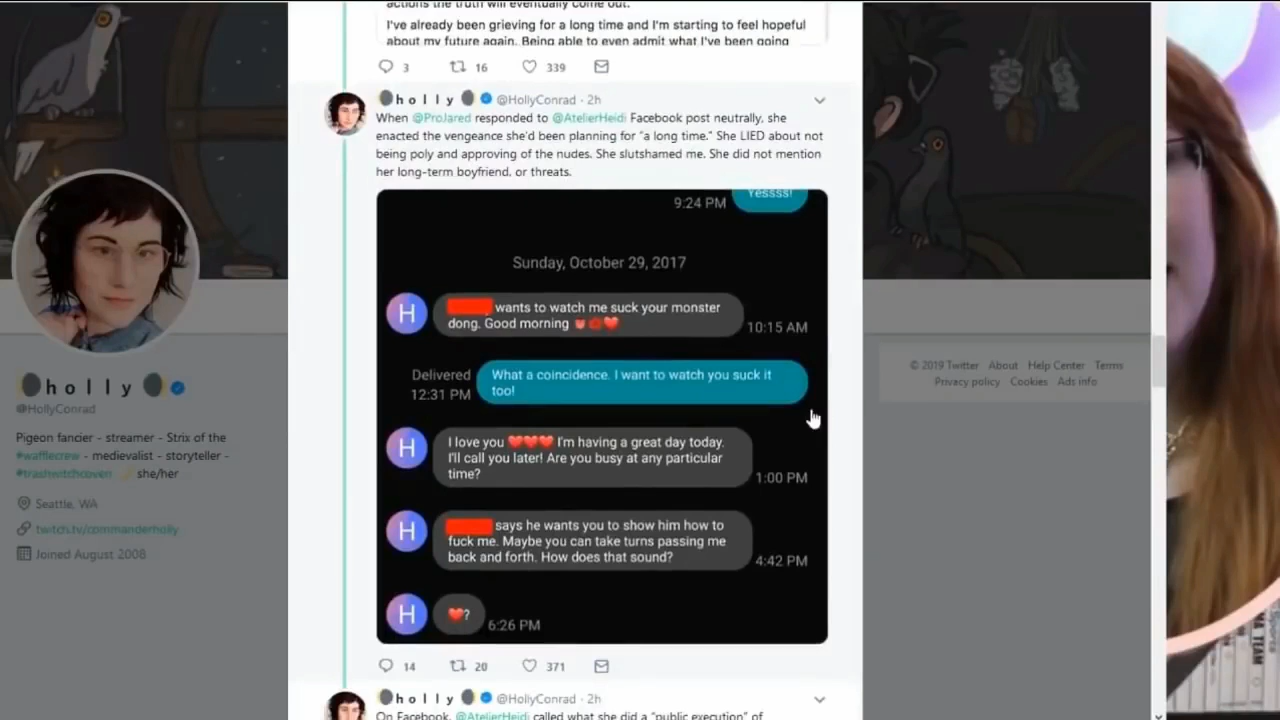 actions the truth will eventually come out.
I've already been grieving for a long time and I'm starting to feel hopeful
about my future again. Being able to even admit what I've been going
3 16 339
holly @HollyConrad · 2h
When @ProJared responded to @AtelierHeidi Facebook post neutrally, she
enacted the vengeance she'd been planning for "a long time." She LIED about not
being poly and approving of the nudes. She slutshamed me. She did not mention
her long-term boyfriend, or threats.
Yessss!
9:24 PM
Sunday, October 29, 2017
H
wants to watch me suck your monster
dong. Good morning
10:15 AM
Delivered
12:31 PM
What a coincidence. I want to watch you suck it
too!
H
I love you ❤❤❤ I'm having a great day today.
I'll call you later! Are you busy at any particular
time?
1:00 PM
H
says he wants you to show him how to
fuck me. Maybe you can take turns passing me
back and forth. How does that sound?
4:42 PM
H
❤?
6:26 PM
14 20 371
holly @HollyConrad · 2h
On Facebook, @AtelierHeidi called what she did a "public execution" of
holly
@HollyConrad
Pigeon fancier - streamer - Strix of the
#wafflecrew - medievalist - storyteller -
#trashwitchcoven she/her
Seattle, WA
twitch.tv/commanderholly
Joined August 2008
© 2019 Twitter About Help Center Terms
Privacy policy Cookies Ads info